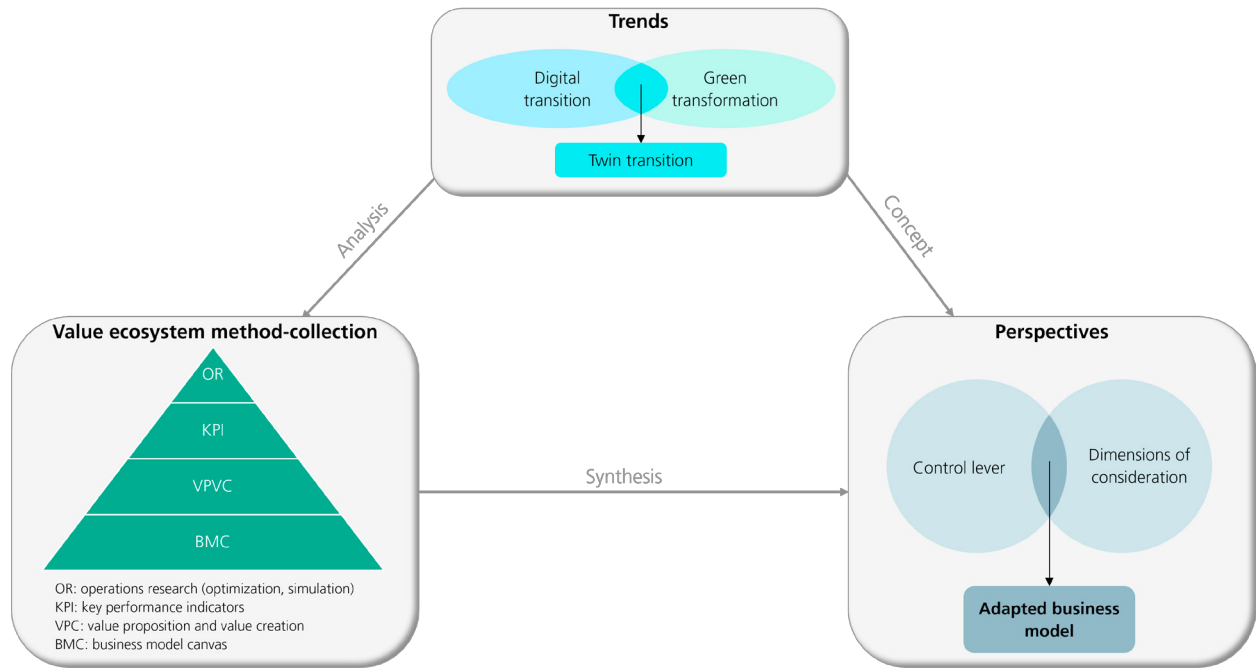 Trends
Digital
transition
Green
transformation
Twin transition
Analysis
Concept
Value ecosystem method-collection
OR
KPI
VPVC
BMC
OR: operations research (optimization, simulation)
KPI: key performance indicators
VPC: value proposition and value creation
BMC: business model canvas
Synthesis
Perspectives
Control lever
Dimensions of
consideration
Adapted business
model